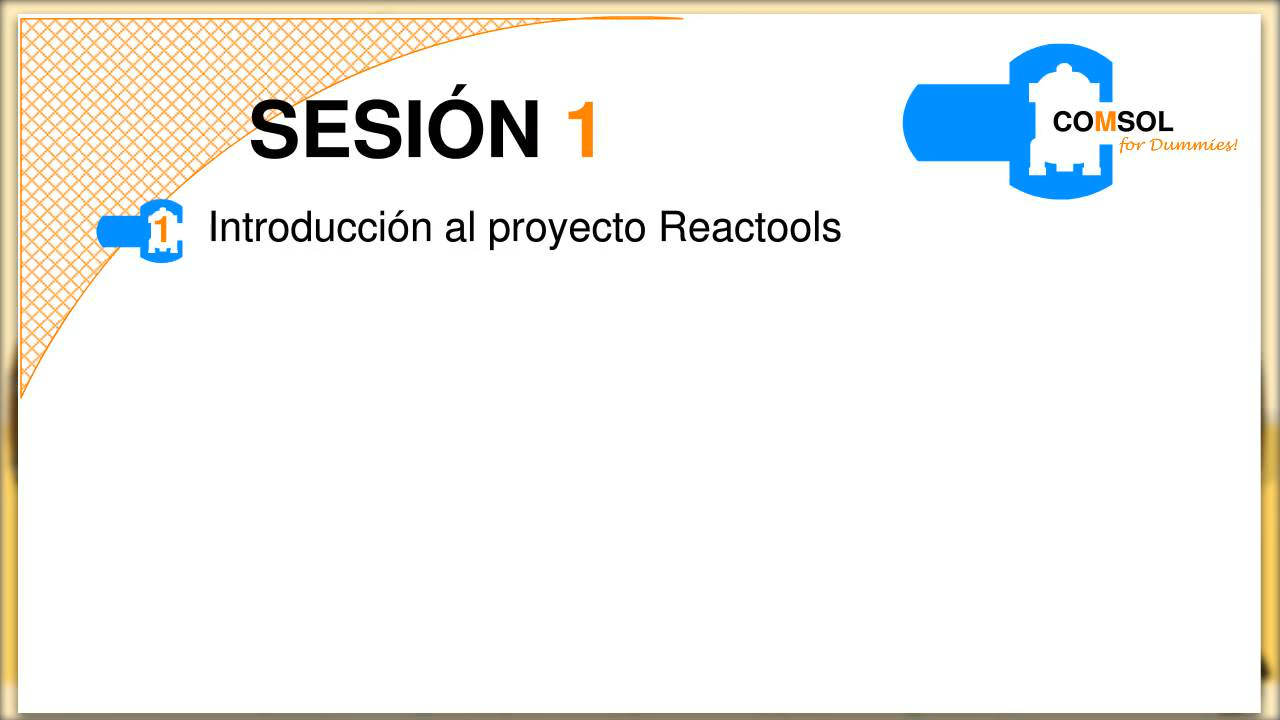 SESIÓN 1
COMSOL
for Dummies!
1 Introducción al proyecto Reactools